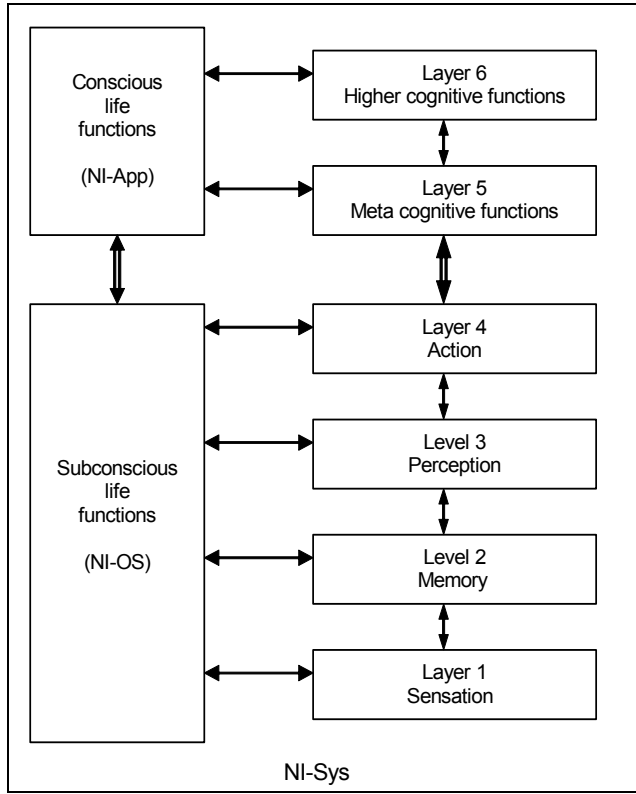 Conscious
life
functions
(NI-App)
Layer 6
Higher cognitive functions
Layer 5
Meta cognitive functions
Subconscious
life
functions
(NI-OS)
Layer 4
Action
Level 3
Perception
Level 2
Memory
Layer 1
Sensation
NI-Sys